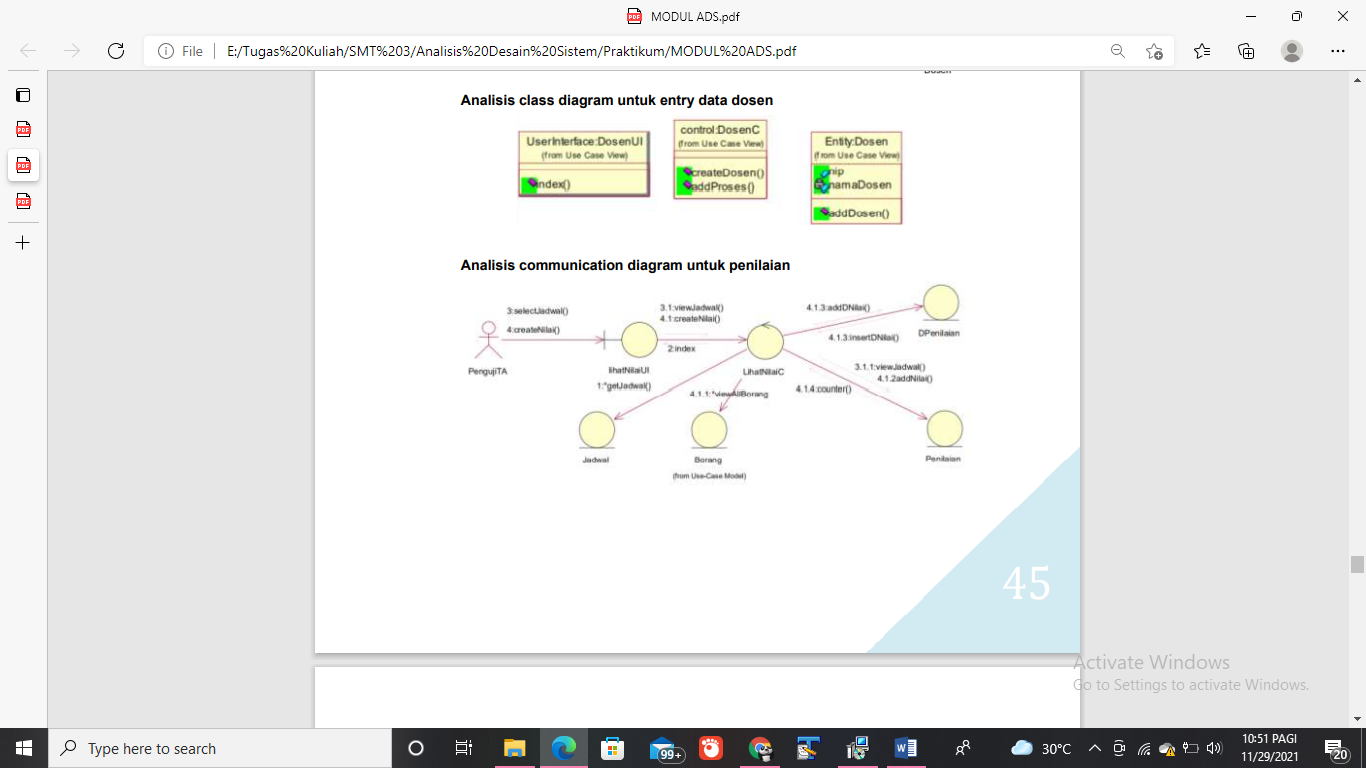 MODUL ADS.pdf
File
E:/Tugas%20Kuliah/SMT%203/Analisis%20Desain%20Sistem/Praktikum/MODUL%20ADS.pdf
Dosen
Analisis class diagram untuk entry data dosen
UserInterface:DosenUI
(from Use Case View)
index()
control:DosenC
(from Use Case View)
createDosen()
addProses()
Entity:Dosen
(from Use Case View)
nip
namaDosen
addDosen()
Analisis communication diagram untuk penilaian
3:selectJadwal()
4:createNilai()
PengujiTA
lihatNilaiUI
3.1:viewJadwal()
4.1:createNilai()
2:index
LihatNilaiC
4.1.3:addDNilai()
4.1.3:insertDNilai()
DPenilaian
3.1.1:viewJadwal()
4.1.2addNilai()
4.1.4:counter()
1:*getJadwal()
4.1.1:*viewAllBorang
Jadwal
Borang
(from Use-Case Model)
Penilaian
45
Activate Windows
Go to Settings to activate Windows.
Type here to search
99+
30°C
10:51 PAGI
11/29/2021
20